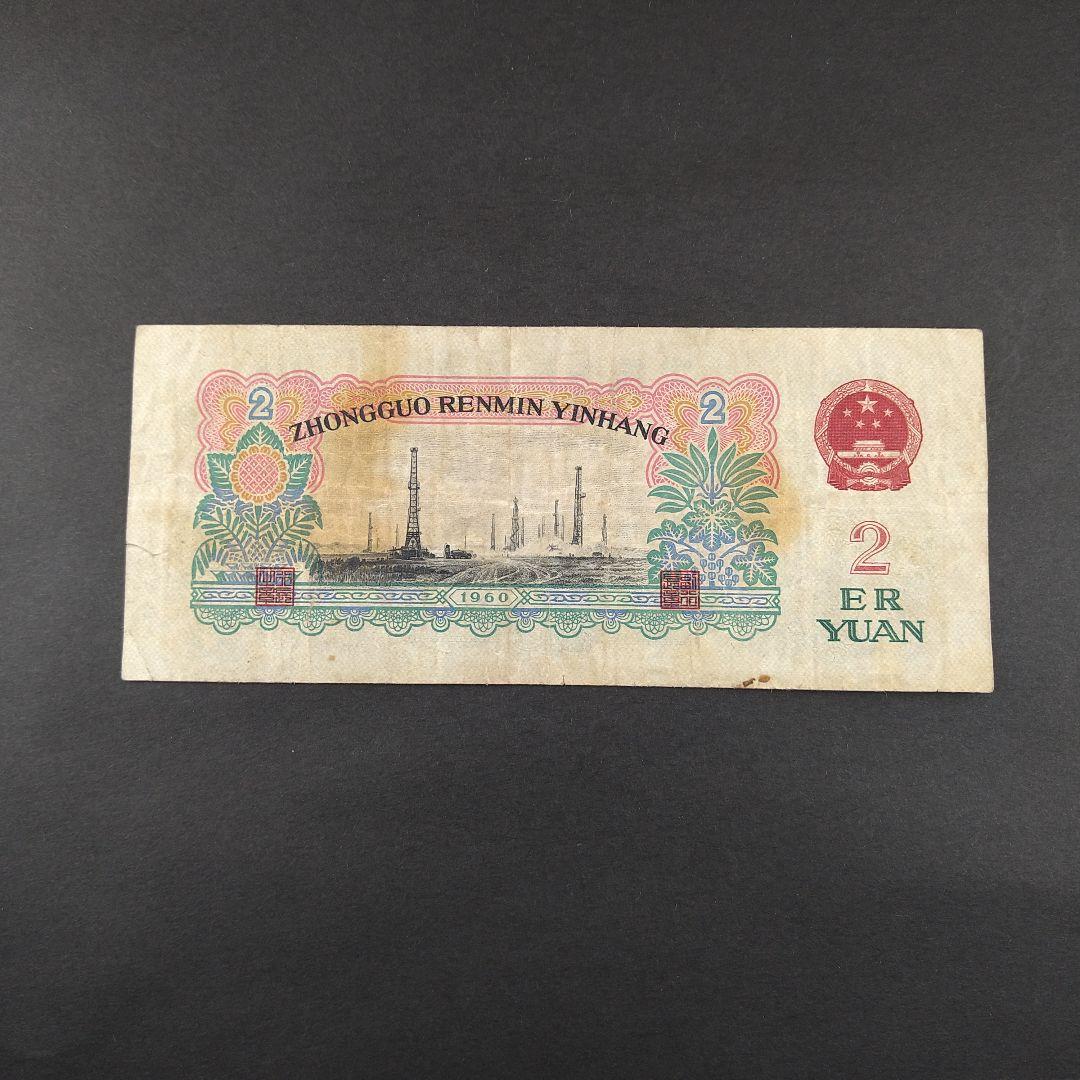 2
2
ZHONGGUO RENMIN YINHANG
1960
2
ER
YUAN